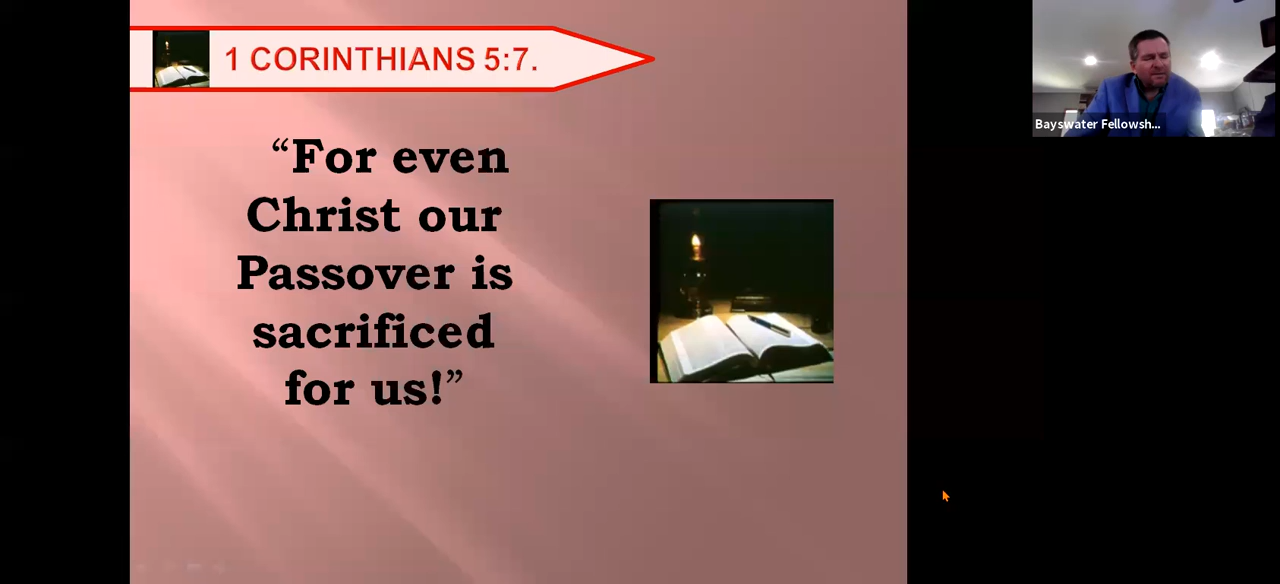 1 CORINTHIANS 5:7.
“For even
Christ our
Passover is
sacrificed
for us!”
Bayswater Fellowsh...